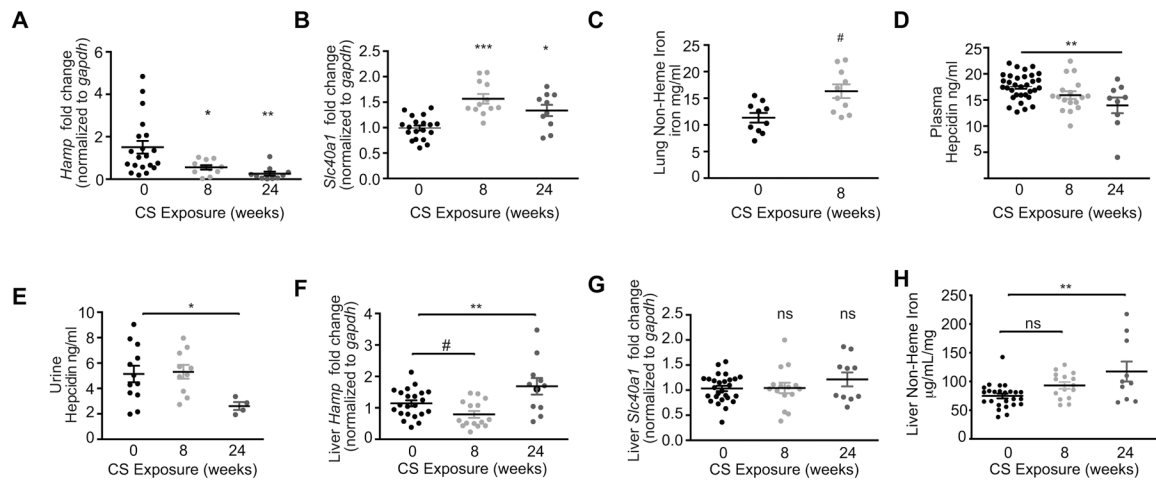 A
Hamp fold change
(normalized to gapdh)
6
4
2
0
*
**
0
8
24
CS Exposure (weeks)
B
Slc40a1 fold change
(normalized to gapdh)
2.5
2.0
1.5
1.0
0.5
0.0
***
*
0
8
24
CS Exposure (weeks)
C
Lung Non-Heme Iron
iron mg/ml
25
20
15
10
5
0
#
0
8
CS Exposure (weeks)
D
Plasma
Hepcidin ng/ml
25
20
15
10
5
**
0
8
24
CS Exposure (weeks)
E
Urine
Hepcidin ng/ml
10
8
6
4
2
0
*
0
8
24
CS Exposure (weeks)
F
Liver Hamp fold change
(normalized to gapdh)
4
3
2
1
0
**
#
0
8
24
CS Exposure (weeks)
G
Liver Slc40a1 fold change
(normalized to gapdh)
2.5
2.0
1.5
1.0
0.5
0.0
ns
ns
0
8
24
CS Exposure (weeks)
H
Liver Non-Heme Iron
µg/mL/mg
250
200
150
100
50
0
**
ns
0
8
24
CS Exposure (weeks)